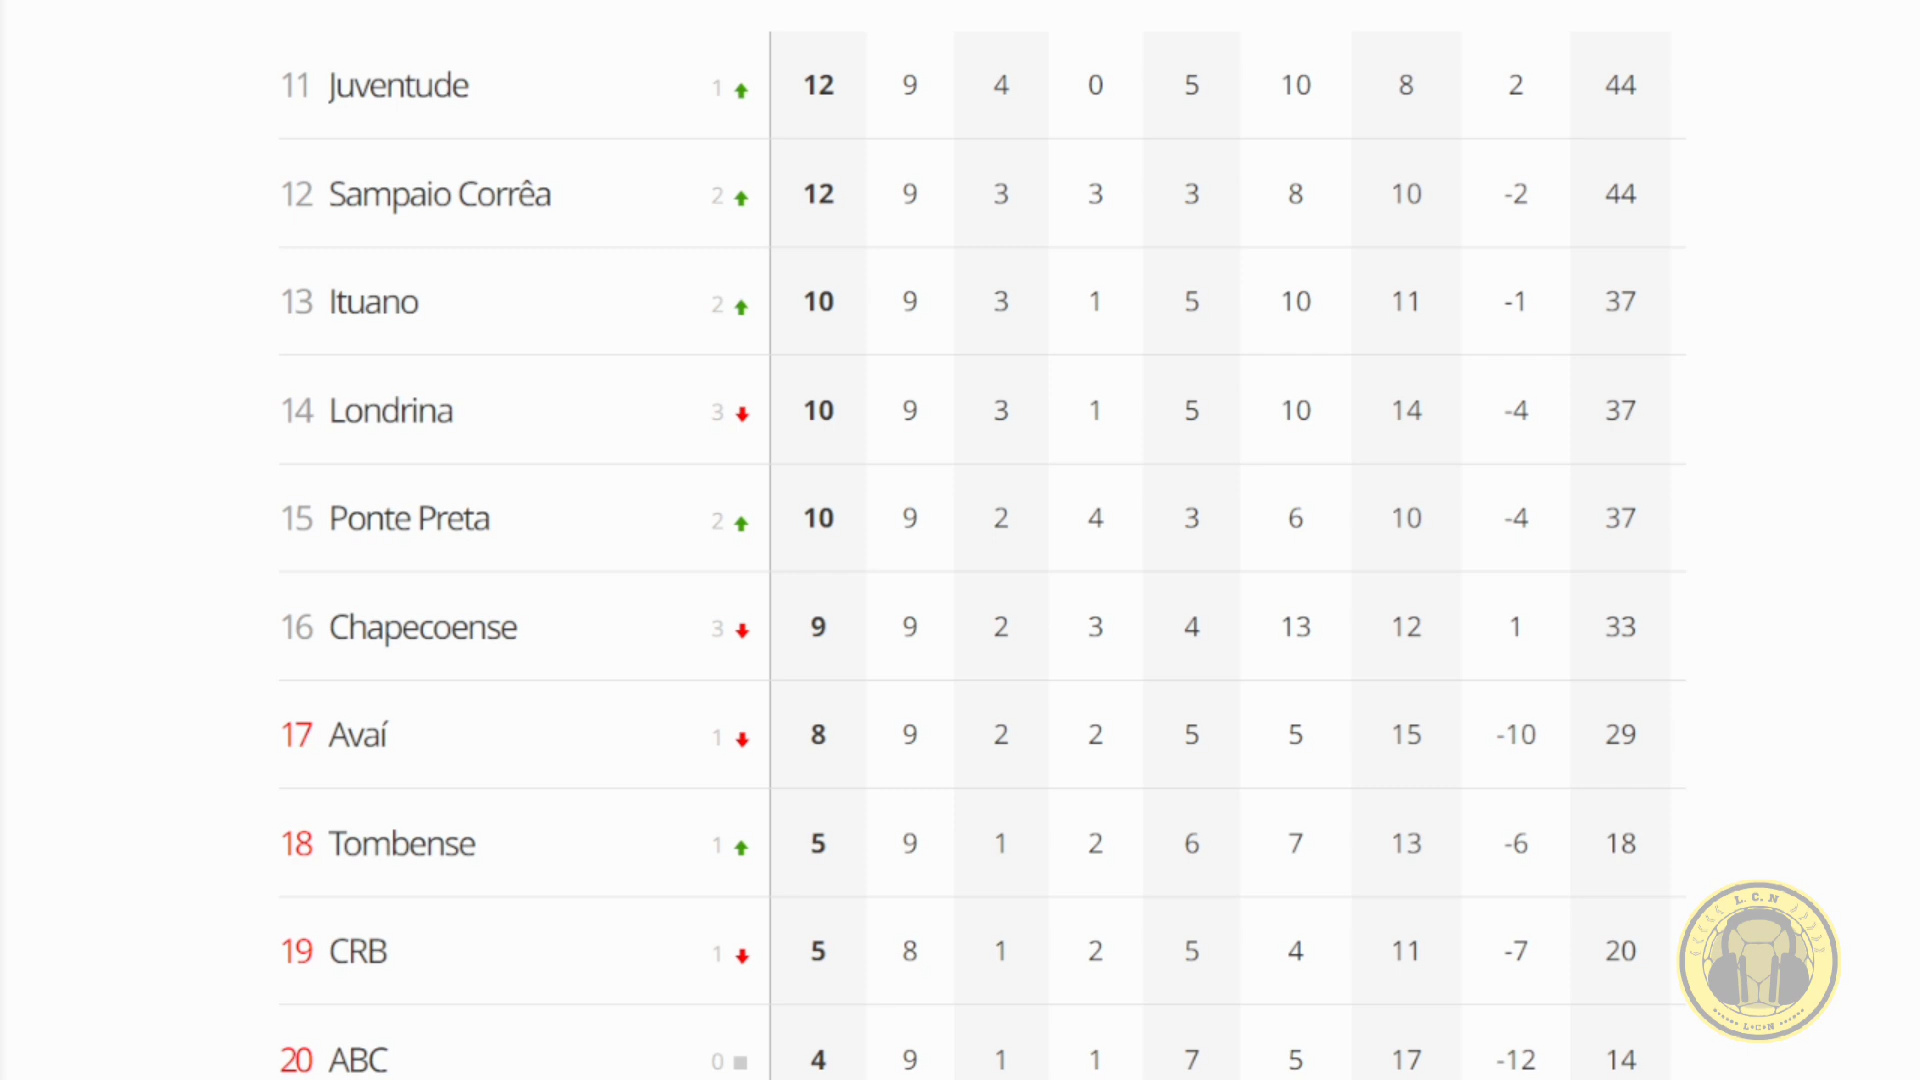 11 Juventude 1 12 9 4 0 5 10 8 2 44
12 Sampaio Corrêa 2 12 9 3 3 3 8 10 -2 44
13 Ituano 2 10 9 3 1 5 10 11 -1 37
14 Londrina 3 10 9 3 1 5 10 14 -4 37
15 Ponte Preta 2 10 9 2 4 3 6 10 -4 37
16 Chapecoense 3 9 9 2 3 4 13 12 1 33
17 Avaí 1 8 9 2 2 5 5 15 -10 29
18 Tombense 1 5 9 1 2 6 7 13 -6 18
19 CRB 1 5 8 1 2 5 4 11 -7 20
20 ABC 0 4 9 1 1 7 5 17 -12 14
L.C.N
L•C•N